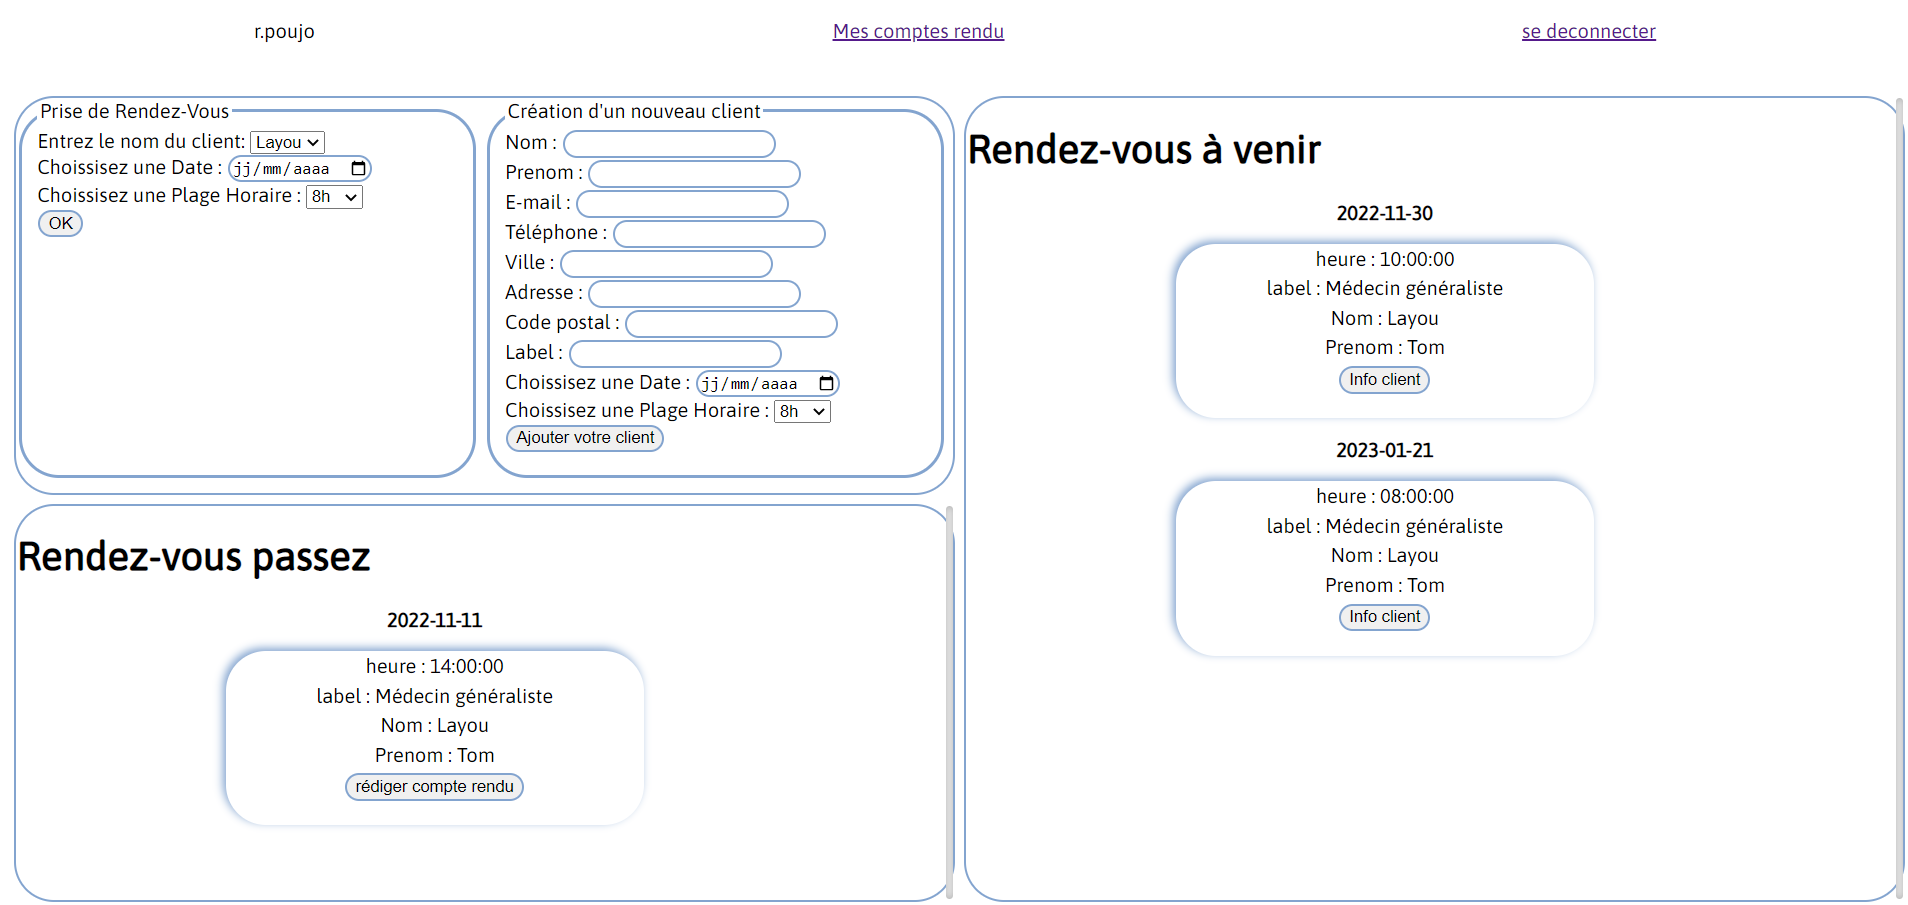 r.poujo
Mes comptes rendu
se deconnecter
Prise de Rendez-Vous
Entrez le nom du client: Layou
Choissisez une Date : jj/mm/aaaa
Choissisez une Plage Horaire : 8h
OK
Création d'un nouveau client
Nom :
Prenom :
E-mail :
Téléphone :
Ville :
Adresse :
Code postal :
Label :
Choissisez une Date : jj/mm/aaaa
Choissisez une Plage Horaire : 8h
Ajouter votre client
Rendez-vous passez
2022-11-11
heure : 14:00:00
label : Médecin généraliste
Nom : Layou
Prenom : Tom
rédiger compte rendu
Rendez-vous à venir
2022-11-30
heure : 10:00:00
label : Médecin généraliste
Nom : Layou
Prenom : Tom
Info client
2023-01-21
heure : 08:00:00
label : Médecin généraliste
Nom : Layou
Prenom : Tom
Info client